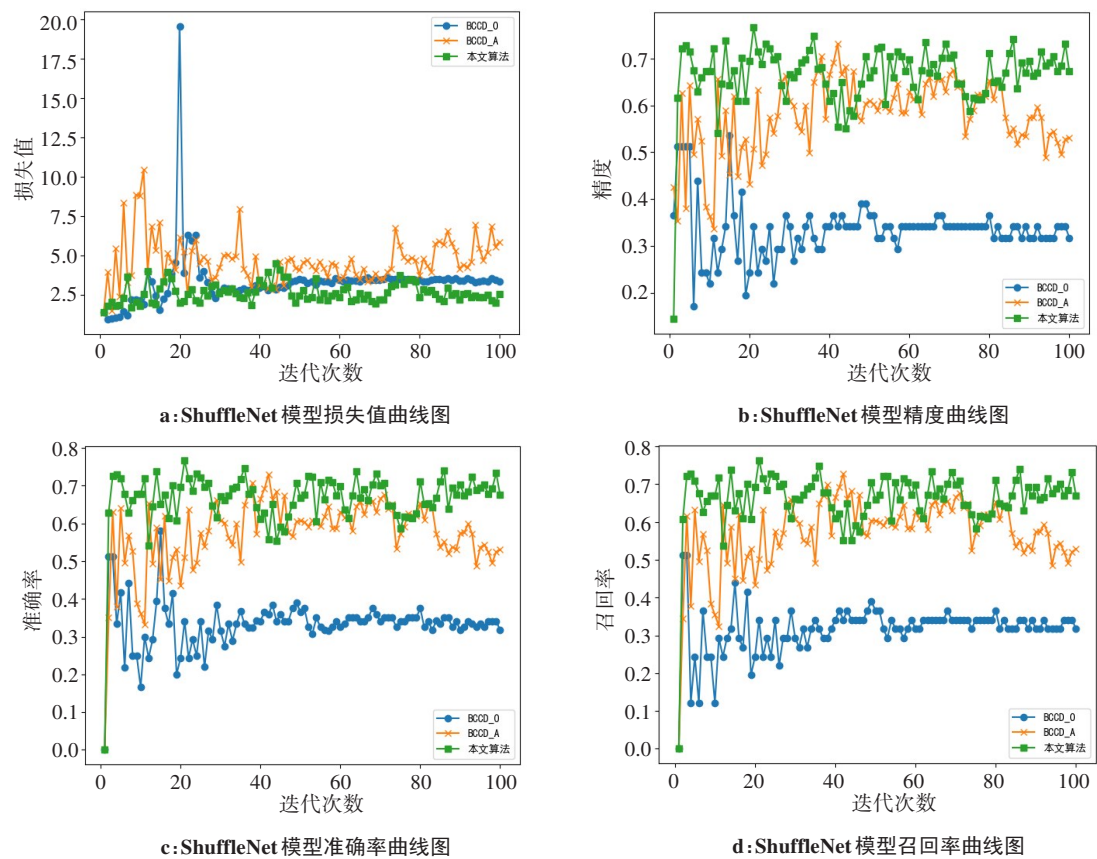 20.0
17.5
15.0
12.5
10.0
7.5
5.0
2.5
损失值
BCCD_O
BCCD_A
本文算法
0 20 40 60 80 100
迭代次数
a:ShuffleNet 模型损失值曲线图
0.7
0.6
0.5
0.4
0.3
0.2
精度
BCCD_O
BCCD_A
本文算法
0 20 40 60 80 100
迭代次数
b:ShuffleNet 模型精度曲线图
0.8
0.7
0.6
0.5
0.4
0.3
0.2
0.1
0.0
准确率
BCCD_O
BCCD_A
本文算法
0 20 40 60 80 100
迭代次数
c:ShuffleNet 模型准确率曲线图
0.8
0.7
0.6
0.5
0.4
0.3
0.2
0.1
0.0
召回率
BCCD_O
BCCD_A
本文算法
0 20 40 60 80 100
迭代次数
d:ShuffleNet 模型召回率曲线图